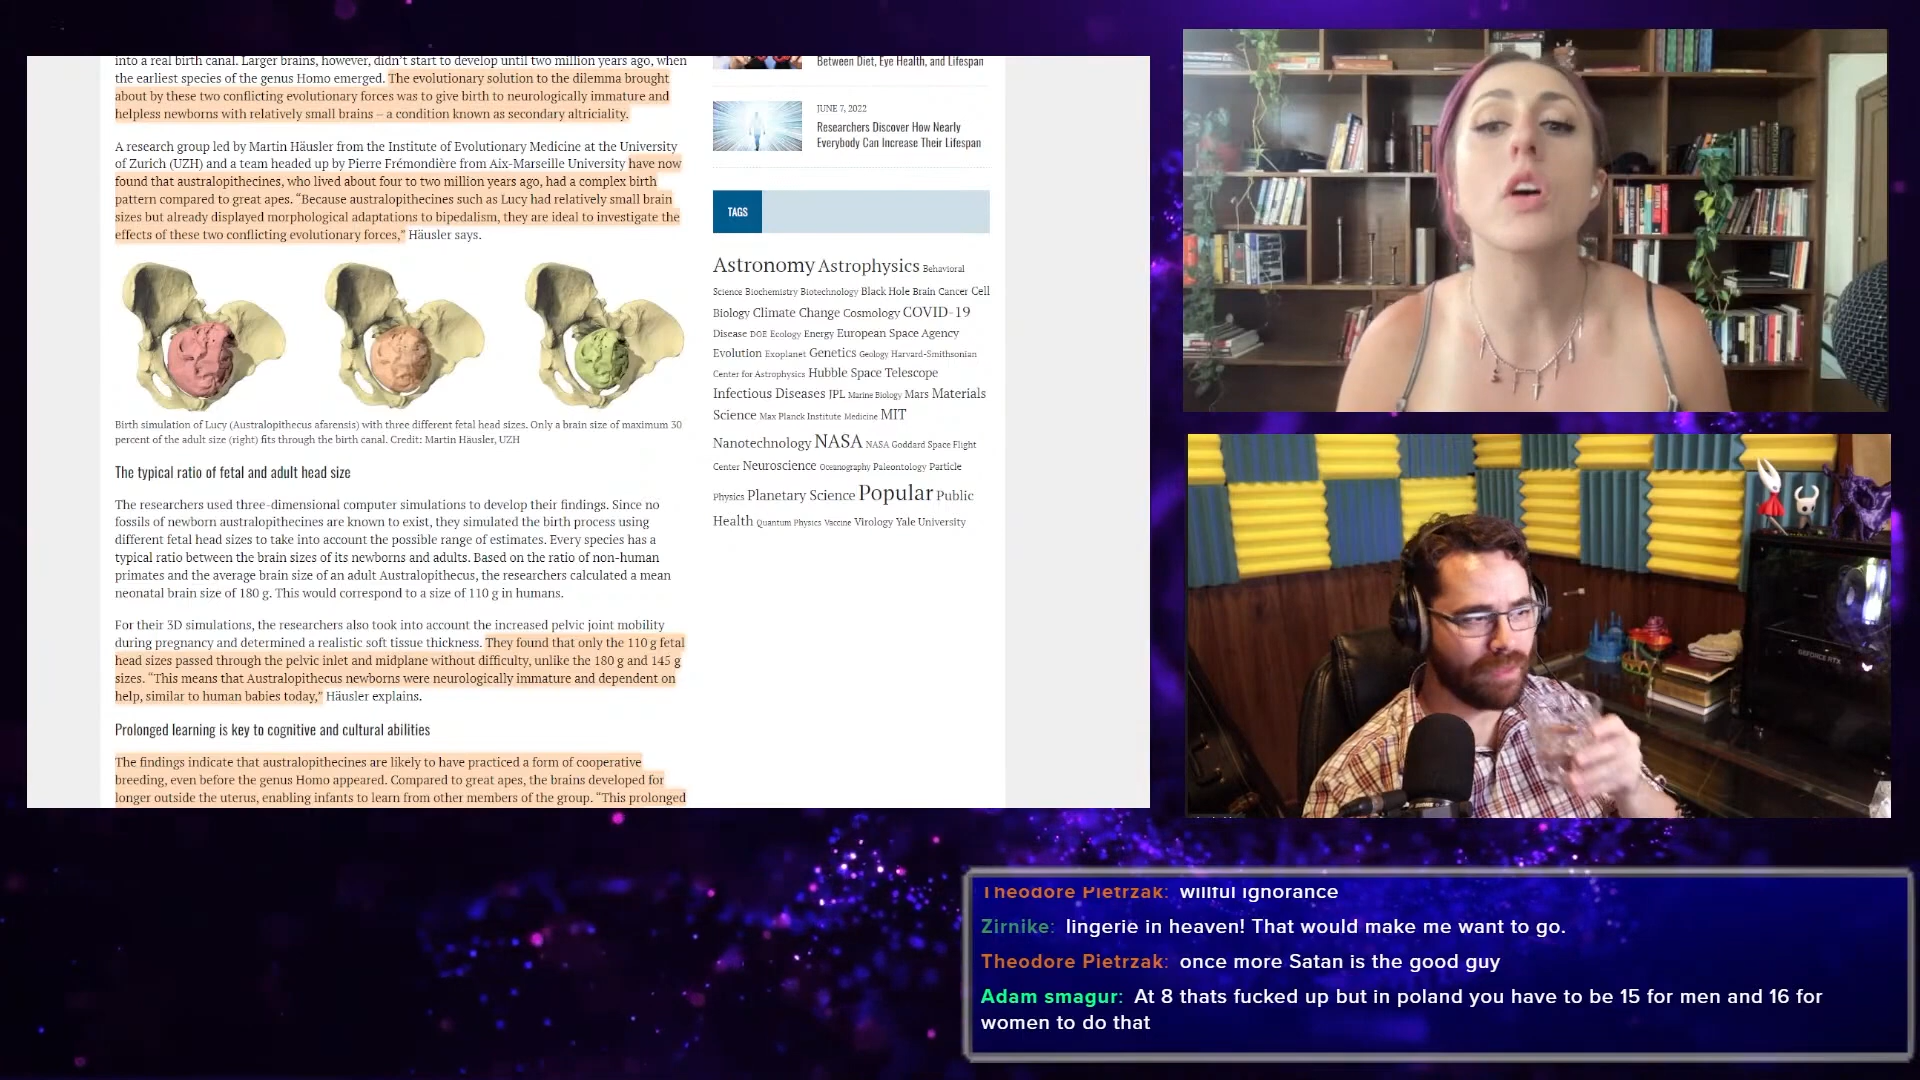 into a real birth canal. Larger brains, however, didn't start to develop until two million years ago, when
the earliest species of the genus Homo emerged. The evolutionary solution to the dilemma brought
about by these two conflicting evolutionary forces was to give birth to neurologically immature and
helpless newborns with relatively small brains – a condition known as secondary altriciality.
A research group led by Martin Häusler from the Institute of Evolutionary Medicine at the University
of Zurich (UZH) and a team headed up by Pierre Frémondière from Aix-Marseille University have now
found that australopithecines, who lived about four to two million years ago, had a complex birth
pattern compared to great apes. “Because australopithecines such as Lucy had relatively small brain
sizes but already displayed morphological adaptations to bipedalism, they are ideal to investigate the
effects of these two conflicting evolutionary forces,” Häusler says.
Birth simulation of Lucy (Australopithecus afarensis) with three different fetal head sizes. Only a brain size of maximum 30
percent of the adult size (right) fits through the birth canal. Credit: Martin Häusler, UZH
The typical ratio of fetal and adult head size
The researchers used three-dimensional computer simulations to develop their findings. Since no
fossils of newborn australopithecines are known to exist, they simulated the birth process using
different fetal head sizes to take into account the possible range of estimates. Every species has a
typical ratio between the brain sizes of its newborns and adults. Based on the ratio of non-human
primates and the average brain size of an adult Australopithecus, the researchers calculated a mean
neonatal brain size of 180 g. This would correspond to a size of 110 g in humans.
For their 3D simulations, the researchers also took into account the increased pelvic joint mobility
during pregnancy and determined a realistic soft tissue thickness. They found that only the 110 g fetal
head sizes passed through the pelvic inlet and midplane without difficulty, unlike the 180 g and 145 g
sizes. “This means that Australopithecus newborns were neurologically immature and dependent on
help, similar to human babies today,” Häusler explains.
Prolonged learning is key to cognitive and cultural abilities
The findings indicate that australopithecines are likely to have practiced a form of cooperative
breeding, even before the genus Homo appeared. Compared to great apes, the brains developed for
longer outside the uterus, enabling infants to learn from other members of the group. “This prolonged
Between Diet, Eye Health, and Lifespan
JUNE 7, 2022
Researchers Discover How Nearly
Everybody Can Increase Their Lifespan
TAGS
Astronomy Astrophysics Behavioral
Science Biochemistry Biotechnology Black Hole Brain Cancer Cell
Biology Climate Change Cosmology COVID-19
Disease DOE Ecology Energy European Space Agency
Evolution Exoplanet Genetics Geology Harvard-Smithsonian
Center for Astrophysics Hubble Space Telescope
Infectious Diseases JPL Marine Biology Mars Materials
Science Max Planck Institute Medicine MIT
Nanotechnology NASA NASA Goddard Space Flight
Center Neuroscience Oceanography Paleontology Particle
Physics Planetary Science Popular Public
Health Quantum Physics Vaccine Virology Yale University
GEFORCE RTX
Theodore Pietrzak: willful ignorance
Zirnike: lingerie in heaven! That would make me want to go.
Theodore Pietrzak: once more Satan is the good guy
Adam smagur: At 8 thats fucked up but in poland you have to be 15 for men and 16 for
women to do that